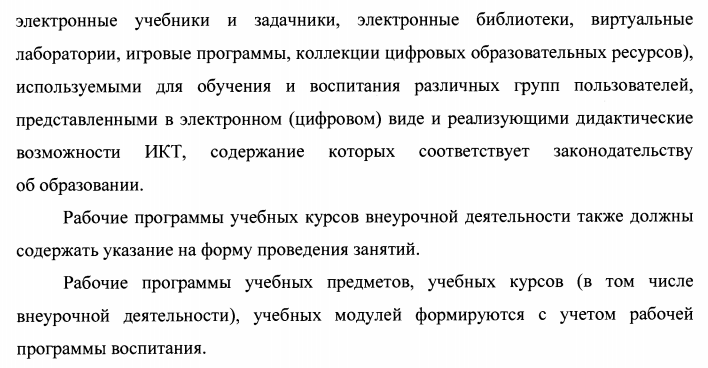 электронные учебники и задачники, электронные библиотеки, виртуальные
лаборатории, игровые программы, коллекции цифровых образовательных ресурсов),
используемыми для обучения и воспитания различных групп пользователей,
представленными в электронном (цифровом) виде и реализующими дидактические
возможности ИКТ, содержание которых соответствует законодательству
об образовании.
Рабочие программы учебных курсов внеурочной деятельности также должны
содержать указание на форму проведения занятий.
Рабочие программы учебных предметов, учебных курсов (в том числе
внеурочной деятельности), учебных модулей формируются с учетом рабочей
программы воспитания.